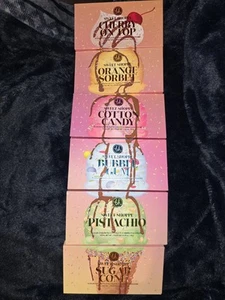 SWEET SHOPPE
CHERRY
ON TOP
SWEET SHOPPE
ORANGE
SORBET
SWEET SHOPPE
COTTON
CANDY
SWEET SHOPPE
BUBBLE
SWEET SHOPPE
PISTACHIO
SWEET SHOPPE
SUGAR
CONE